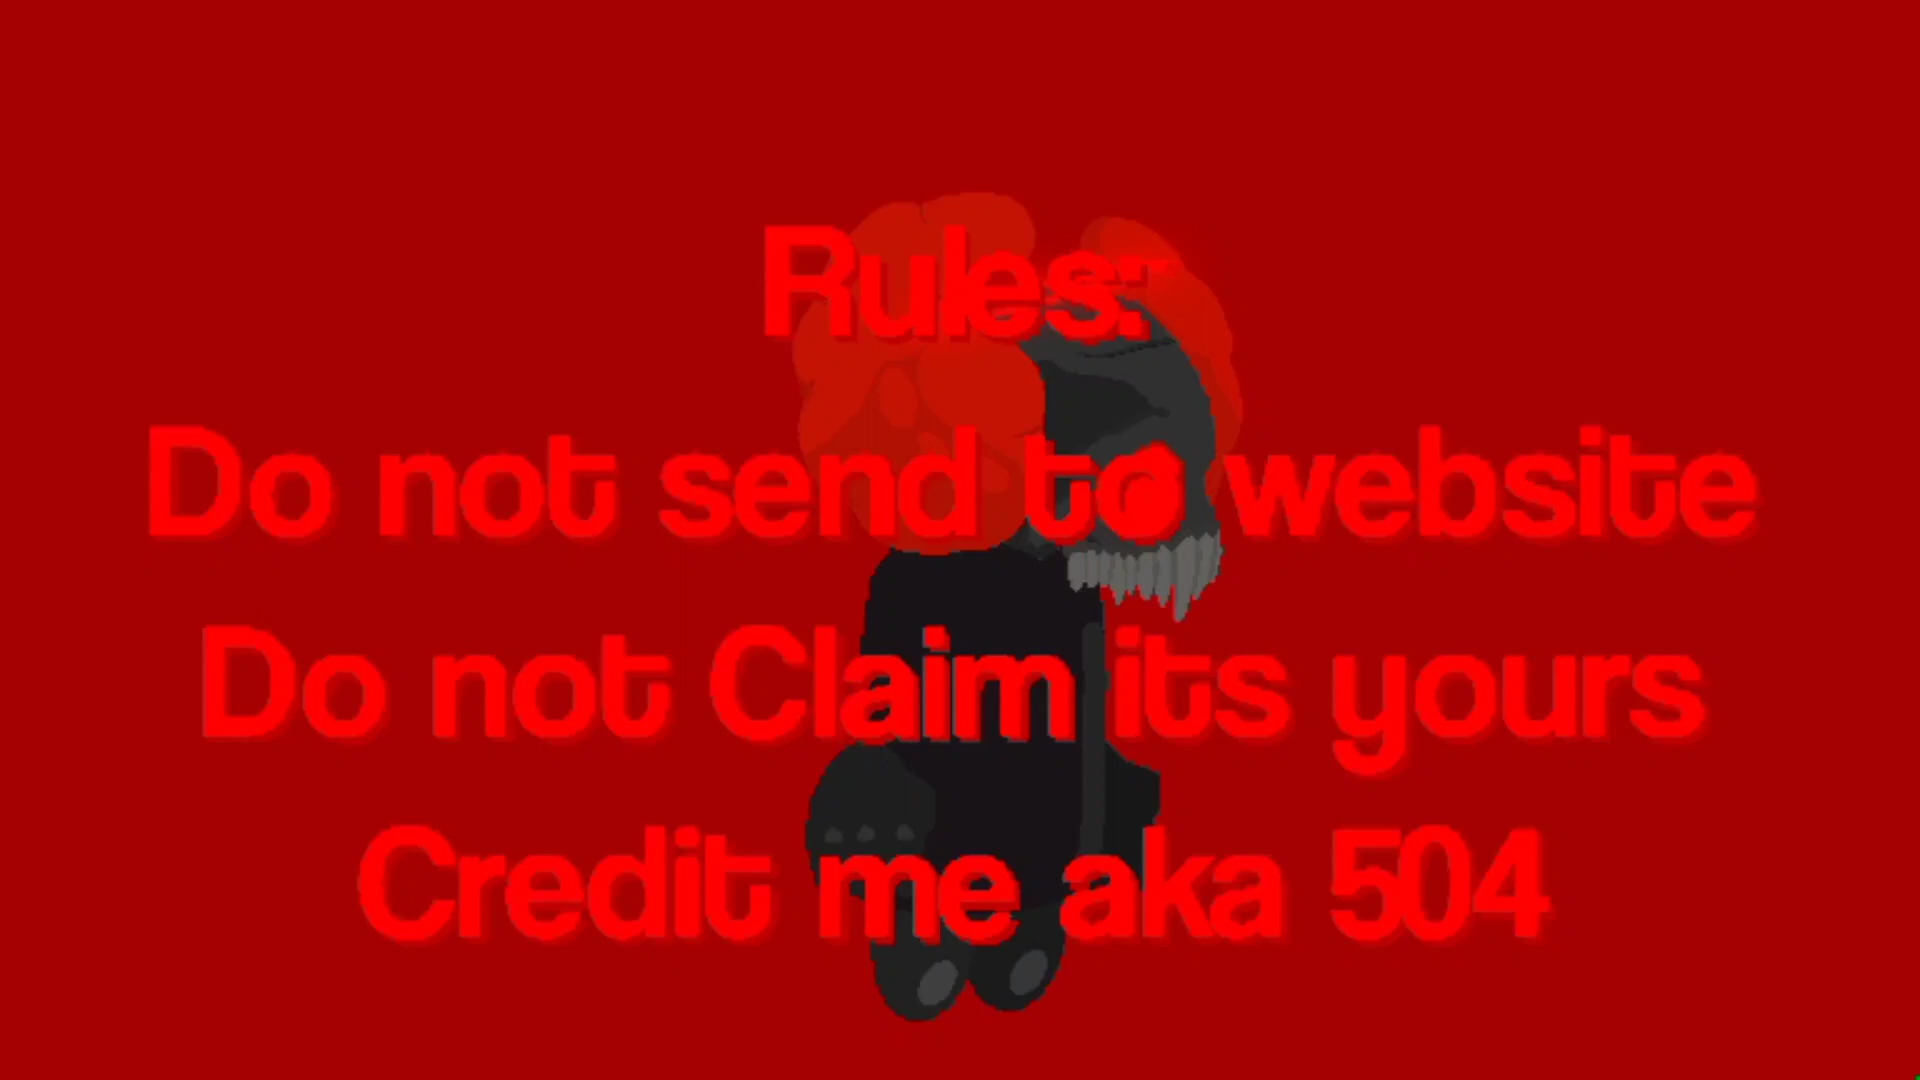 Rules:
Do not send to website
Do not Claim its yours
Credit me aka 504